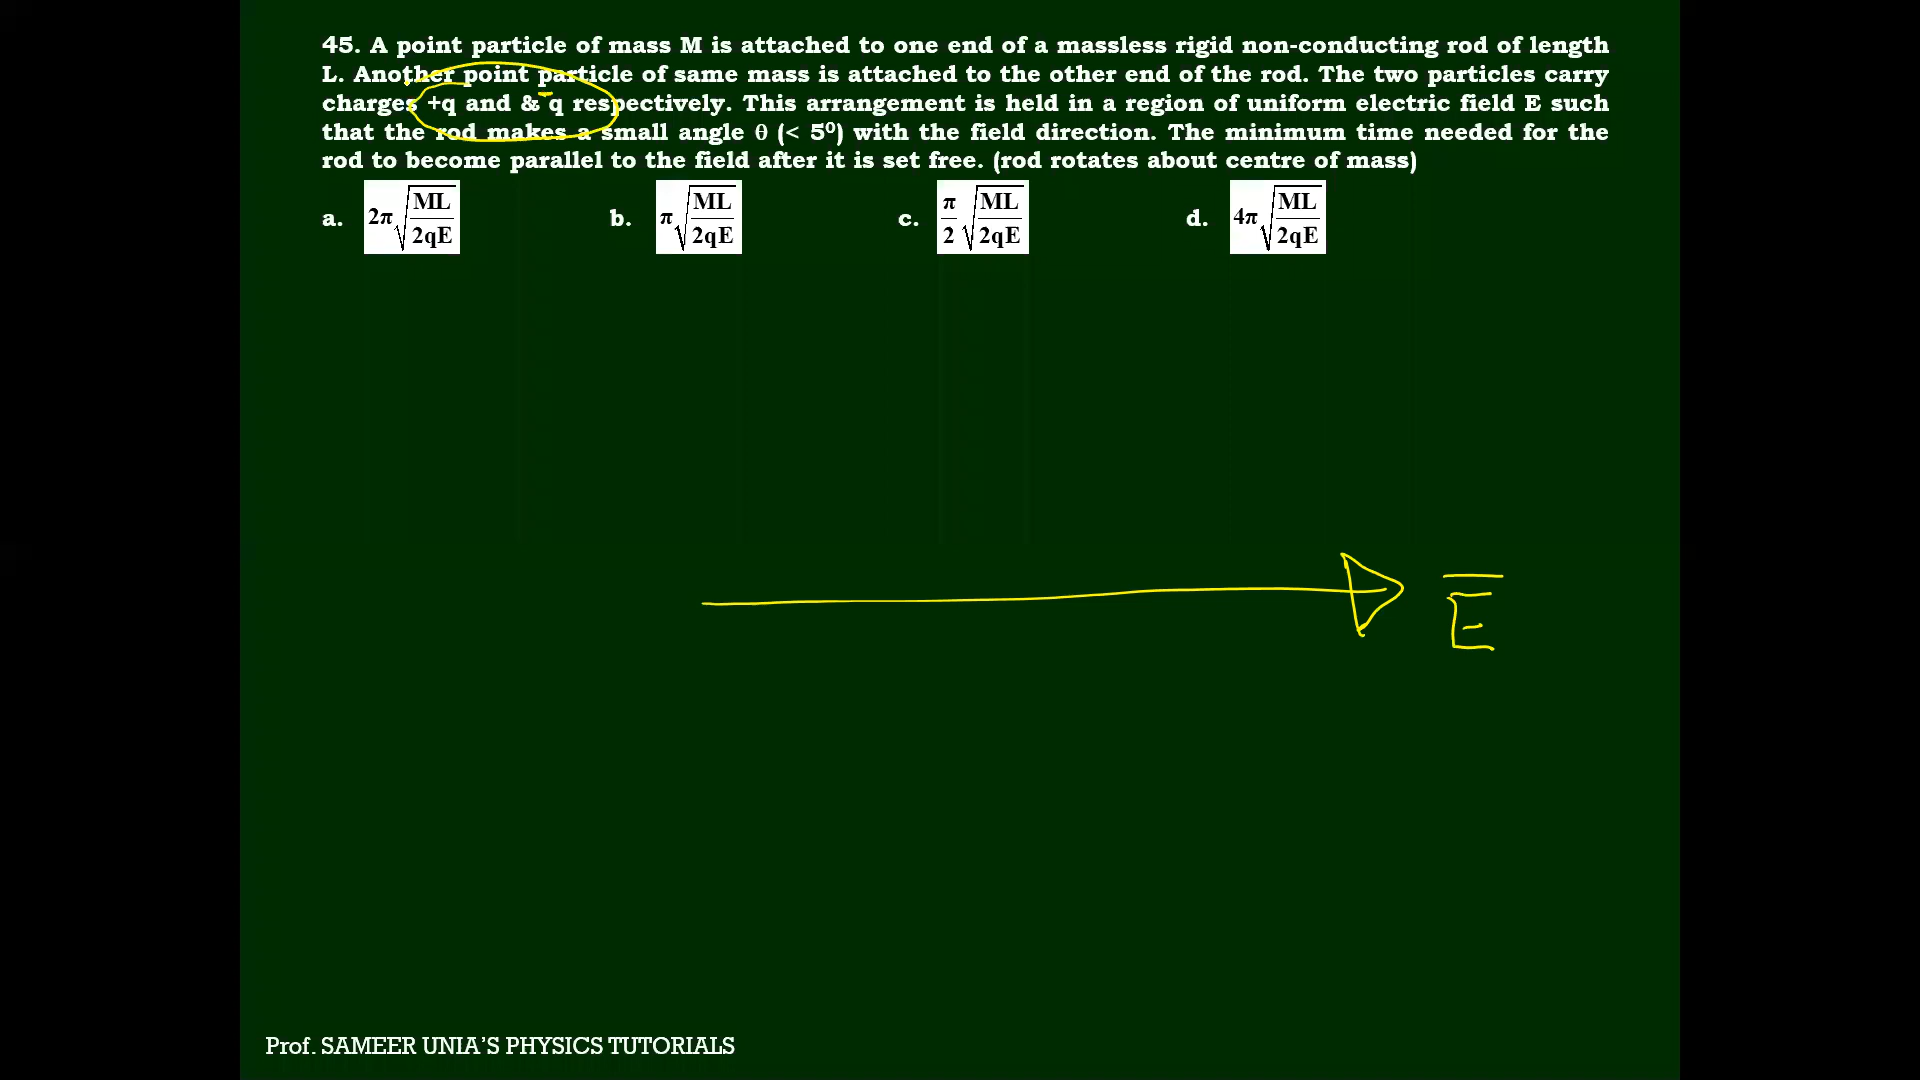 45. A point particle of mass M is attached to one end of a massless rigid non-conducting rod of length
L. Another point particle of same mass is attached to the other end of the rod. The two particles carry
charges +q and & -q respectively. This arrangement is held in a region of uniform electric field E such
that the rod makes a small angle θ (< 5⁰) with the field direction. The minimum time needed for the
rod to become parallel to the field after it is set free. (rod rotates about centre of mass)
a. 2π√(ML/2qE) b. π√(ML/2qE) c. π/2 √(ML/2qE) d. 4π√(ML/2qE)
E
Prof. SAMEER UNIA'S PHYSICS TUTORIALS